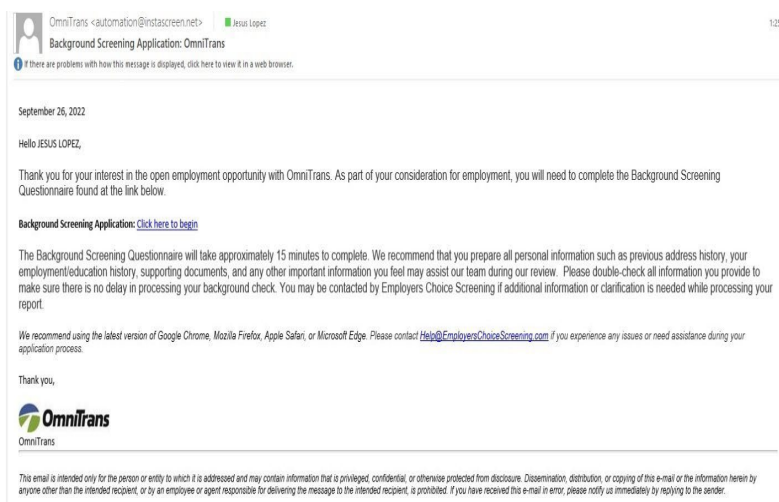 OmniTrans <automation@instascreen.net> Jesus Lopez 1:25
Background Screening Application: OmniTrans
If there are problems with how this message is displayed, click here to view it in a web browser.
September 26, 2022
Hello JESUS LOPEZ,
Thank you for your interest in the open employment opportunity with OmniTrans. As part of your consideration for employment, you will need to complete the Background Screening
Questionnaire found at the link below.
Background Screening Application: Click here to begin
The Background Screening Questionnaire will take approximately 15 minutes to complete. We recommend that you prepare all personal information such as previous address history, your
employment/education history, supporting documents, and any other important information you feel may assist our team during our review. Please double-check all information you provide to
make sure there is no delay in processing your background check. You may be contacted by Employers Choice Screening if additional information or clarification is needed while processing your
report.
We recommend using the latest version of Google Chrome, Mozilla Firefox, Apple Safari, or Microsoft Edge. Please contact Help@EmployersChoiceScreening.com if you experience any issues or need assistance during your
application process.
Thank you,
OmniTrans
OmniTrans
This email is intended only for the person or entity to which it is addressed and may contain information that is privileged, confidential, or otherwise protected from disclosure. Dissemination, distribution, or copying of this e-mail or the information herein by
anyone other than the intended recipient, or by an employee or agent responsible for delivering the message to the intended recipient, is prohibited. If you have received this e-mail in error, please notify us immediately by replying to the sender.